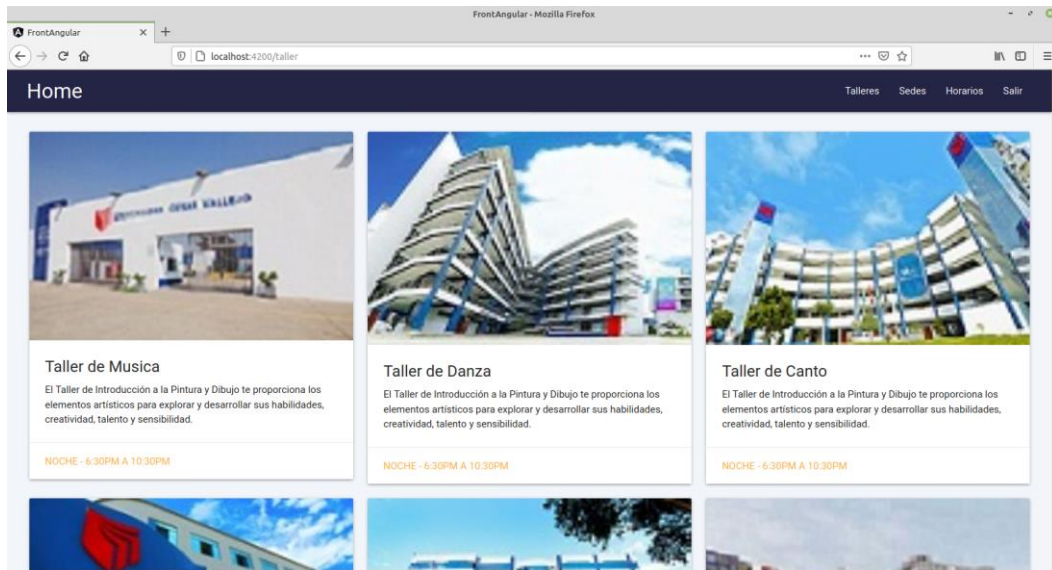 FrontAngular - Mozilla Firefox
FrontAngular
localhost:4200/taller
Home
Talleres Sedes Horarios Salir
CESAR VALLEJO
Taller de Musica
El Taller de Introducción a la Pintura y Dibujo te proporciona los
elementos artísticos para explorar y desarrollar sus habilidades,
creatividad, talento y sensibilidad.
NOCHE - 6:30PM A 10:30PM
Taller de Danza
El Taller de Introducción a la Pintura y Dibujo te proporciona los
elementos artísticos para explorar y desarrollar sus habilidades,
creatividad, talento y sensibilidad.
NOCHE - 6:30PM A 10:30PM
Taller de Canto
El Taller de Introducción a la Pintura y Dibujo te proporciona los
elementos artísticos para explorar y desarrollar sus habilidades,
creatividad, talento y sensibilidad.
NOCHE - 6:30PM A 10:30PM